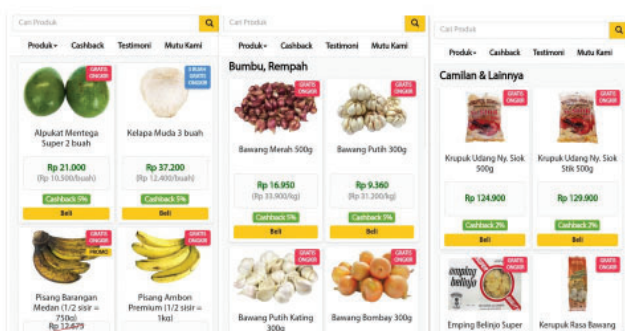 Cari Produk
Produk Cashback Testimoni Mutu Kami
GRATIS
ONGKIR
2 BUAH
GRATIS
ONGKIR
Alpukat Mentega
Super 2 buah
Kelapa Muda 3 buah
Rp 21.000
(Rp 10.500/buah)
Rp 37.200
(Rp 12.400/buah)
Cashback 5%
Cashback 5%
Beli
Beli
GRATIS
ONGKIR
PROMO
GRATIS
ONGKIR
Pisang Barangan
Medan (1/2 sisir =
750g)
Rp 12.675
Pisang Ambon
Premium (1/2 sisir =
1kg)
Cari Produk
Produk Cashback Testimoni Mutu Kami
Bumbu, Rempah
GRATIS
ONGKIR
GRATIS
ONGKIR
Bawang Merah 500g
Bawang Putih 300g
Rp 16.950
(Rp 33.900/kg)
Rp 9.360
(Rp 31.200/kg)
Cashback 5%
Cashback 5%
Beli
Beli
GRATIS
ONGKIR
GRATIS
ONGKIR
Bawang Putih Kating
300g
Bawang Bombay 300g
Cari Produk
Produk Cashback Testimoni Mutu Kami
Camilan & Lainnya
GRATIS
ONGKIR
GRATIS
ONGKIR
Krupuk Udang Ny. Siok
500g
Krupuk Udang Ny. Siok
Stik 500g
Rp 124.900
Rp 129.900
Cashback 2%
Cashback 2%
Beli
Beli
GRATIS
ONGKIR
GRATIS
ONGKIR
emping
belinjo
Emping Belinjo Super
Kerupuk Rasa Bawang